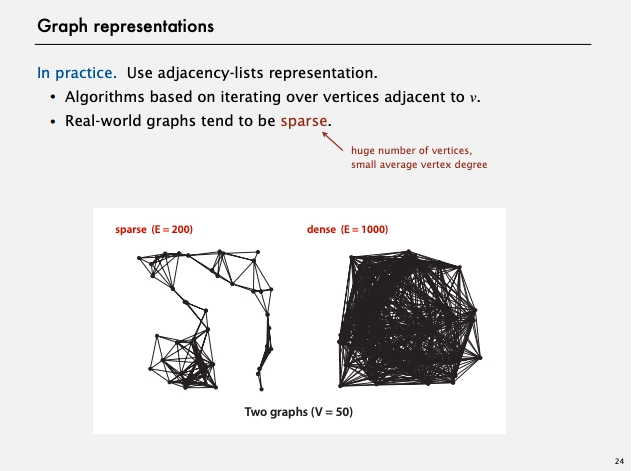 Graph representations
In practice. Use adjacency-lists representation.
• Algorithms based on iterating over vertices adjacent to v.
• Real-world graphs tend to be sparse.
huge number of vertices,
small average vertex degree
sparse (E = 200)
dense (E = 1000)
Two graphs (V = 50)
24